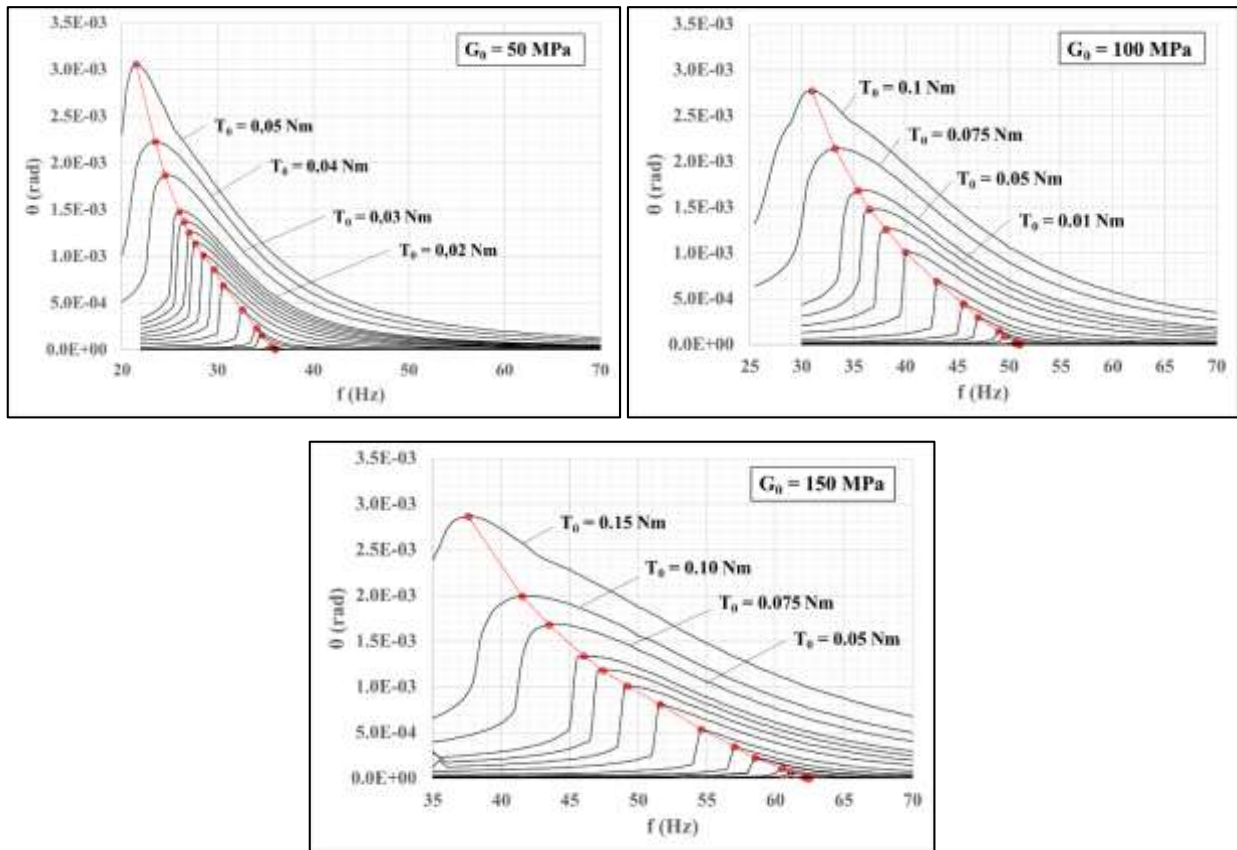 3.5E-03
G₀ = 50 MPa
3.0E-03
2.5E-03
T₀ = 0,05 Nm
2.0E-03
T₀ = 0,04 Nm
θ (rad)
1.5E-03
T₀ = 0,03 Nm
1.0E-03
T₀ = 0,02 Nm
5.0E-04
0.0E+00
20 30 40 50 60 70
f (Hz)
3.5E-03
G₀ = 100 MPa
3.0E-03
T₀ = 0.1 Nm
2.5E-03
T₀ = 0.075 Nm
2.0E-03
T₀ = 0.05 Nm
θ (rad)
1.5E-03
T₀ = 0.01 Nm
1.0E-03
5.0E-04
0.0E+00
25 30 35 40 45 50 55 60 65 70
f (Hz)
3.5E-03
G₀ = 150 MPa
3.0E-03
T₀ = 0.15 Nm
2.5E-03
T₀ = 0.10 Nm
2.0E-03
T₀ = 0.075 Nm
θ (rad)
1.5E-03
T₀ = 0.05 Nm
1.0E-03
5.0E-04
0.0E+00
35 40 45 50 55 60 65 70
f (Hz)